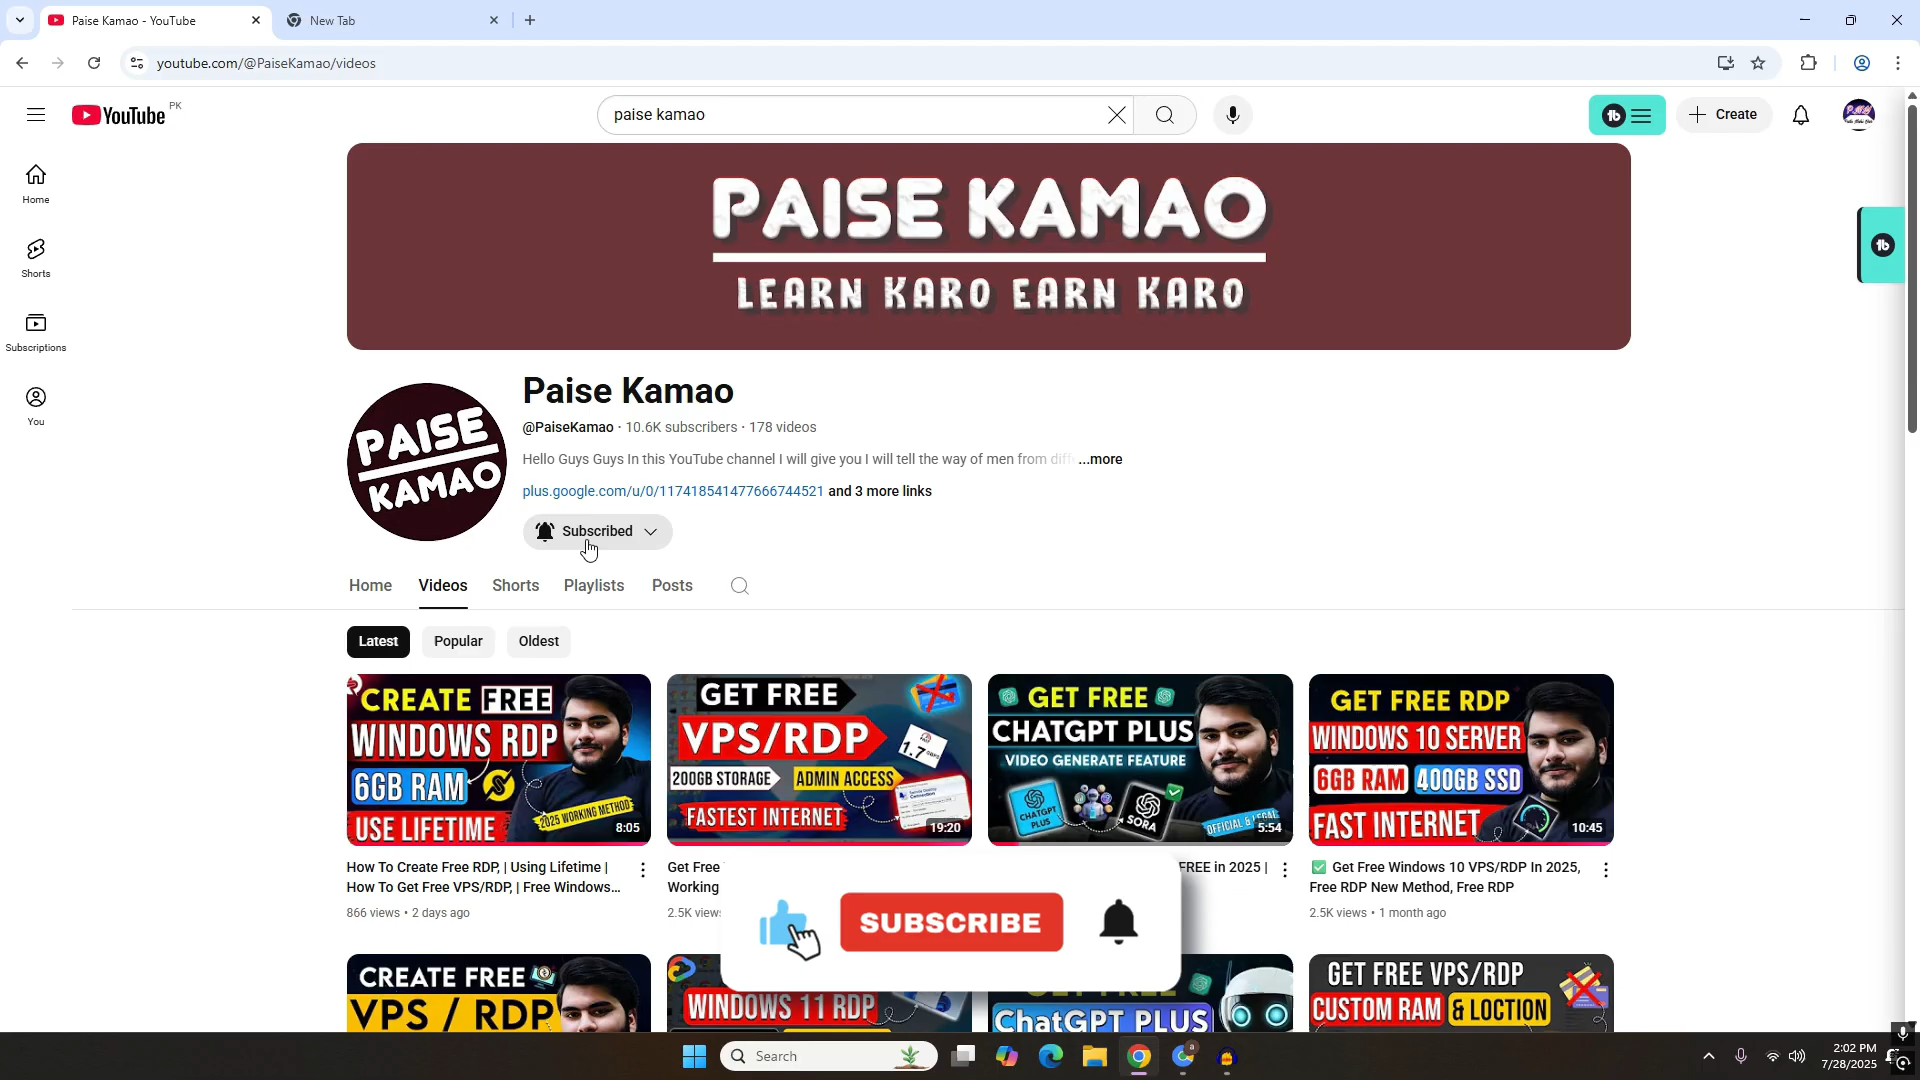 Paise Kamao - YouTube
New Tab
youtube.com/@PaiseKamao/videos
YouTube PK
paise kamao
Create
Home
Shorts
Subscriptions
You
PAISE KAMAO
LEARN KARO EARN KARO
PAISE
KAMAO
Paise Kamao
@PaiseKamao · 10.6K subscribers · 178 videos
Hello Guys Guys In this YouTube channel I will give you I will tell the way of men from diff ...more
plus.google.com/u/0/117418541477666744521 and 3 more links
Subscribed
Home Videos Shorts Playlists Posts
Latest Popular Oldest
CREATE FREE
WINDOWS RDP
6GB RAM
2025 WORKING METHOD
USE LIFETIME
8:05
GET FREE
VPS/RDP
1.7
200GB STORAGE ADMIN ACCESS
FASTEST INTERNET
19:20
GET FREE
CHATGPT PLUS
VIDEO GENERATE FEATURE
CHATGPT
PLUS
SORA
OFFICIAL &
5:54
GET FREE RDP
WINDOWS 10 SERVER
6GB RAM 400GB SSD
FAST INTERNET
10:45
How To Create Free RDP, | Using Lifetime |
How To Get Free VPS/RDP, | Free Windows...
866 views • 2 days ago
Get Free
Working
2.5K views
FREE in 2025 |
✅ Get Free Windows 10 VPS/RDP In 2025,
Free RDP New Method, Free RDP
2.5K views • 1 month ago
SUBSCRIBE
CREATE FREE
VPS / RDP
WINDOWS 11 RDP
ChatGPT PLUS
GET FREE VPS/RDP
CUSTOM RAM & LOCTION
Search
2:02 PM
7/28/2025